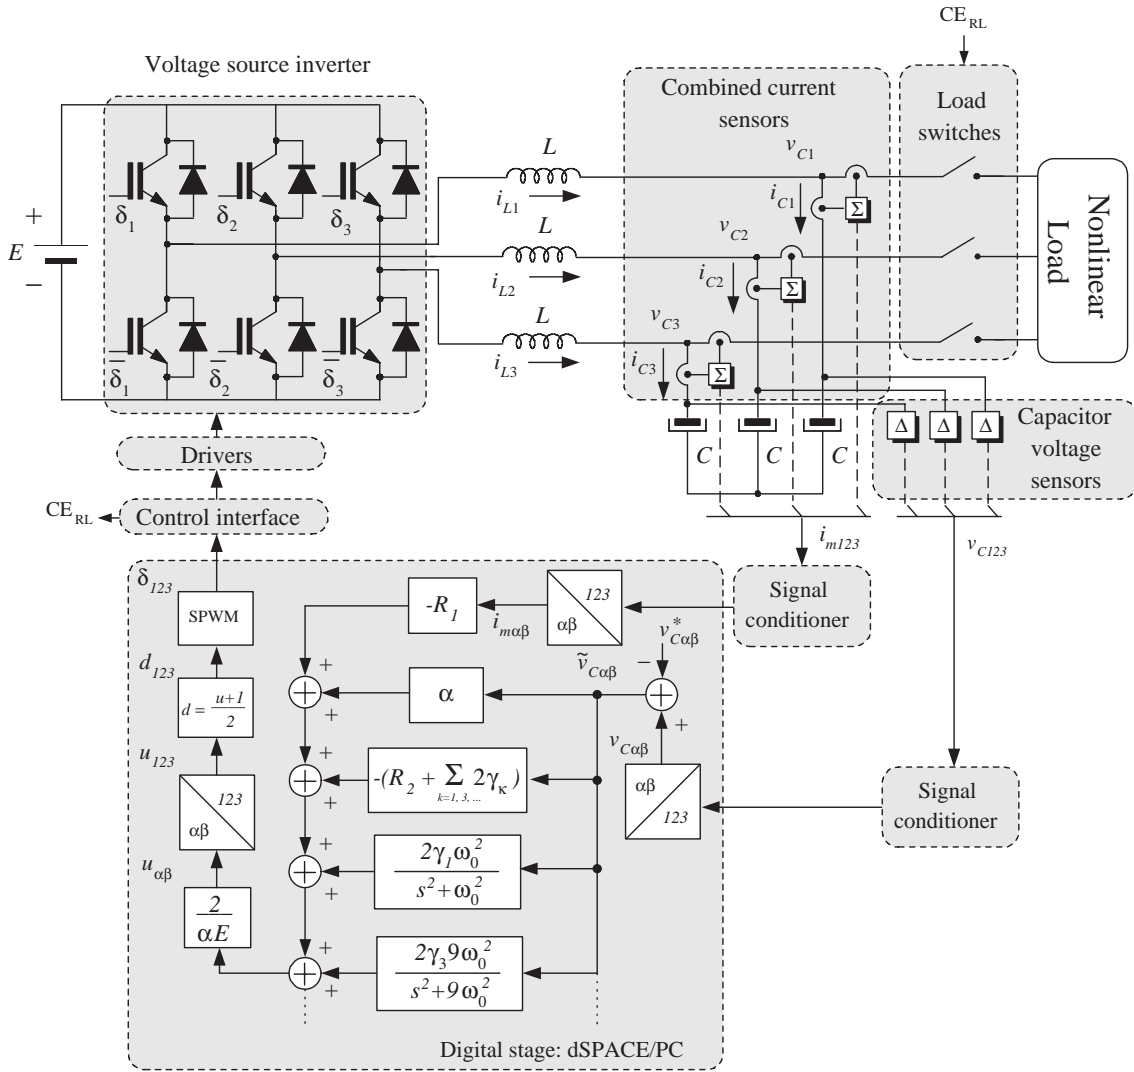 CE_RL
Voltage source inverter
Combined current
sensors
Load
switches
Nonlinear
Load
+
E
−
δ_1
δ_2
δ_3
δ̅_1
δ̅_2
δ̅_3
L
i_L1
L
i_L2
L
i_L3
v_C1
i_C1
Σ
v_C2
i_C2
Σ
v_C3
i_C3
Σ
C
C
C
Δ
Δ
Δ
Capacitor
voltage
sensors
Drivers
CE_RL
Control interface
i_m123
v_C123
Signal
conditioner
Signal
conditioner
δ_123
SPWM
d_123
d = u+1
2
u_123
123
αβ
u_αβ
2
αE
-R_1
i_mαβ
123
αβ
v_Cαβ*
ṽ_Cαβ
−
+
v_Cαβ
αβ
123
+
+
α
+
+
-(R_2 + Σ 2γ_κ)
k=1, 3, ...
+
+
2γ_1ω_0^2
s^2+ω_0^2
+
+
2γ_3 9ω_0^2
s^2+9ω_0^2
Digital stage: dSPACE/PC